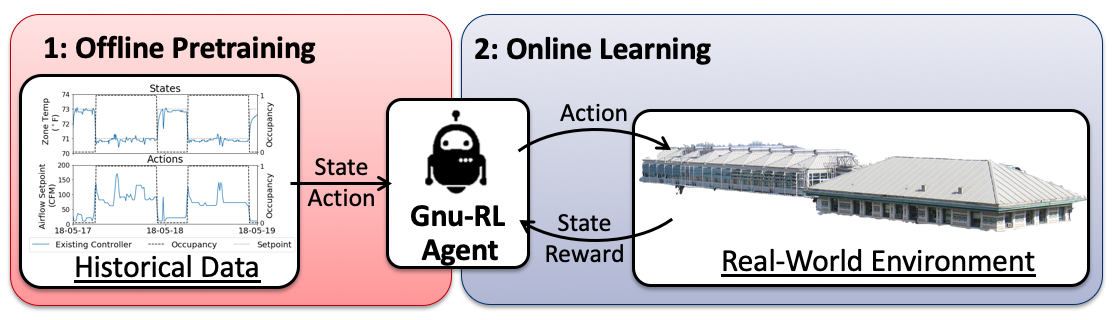 1: Offline Pretraining
2: Online Learning
States
74
73
72
71
70
Zone Temp
(°F)
1
0
Occupancy
Actions
200
150
100
50
0
Airflow Setpoint
(CFM)
1
0
Occupancy
18-05-17 18-05-18 18-05-19
Existing Controller Occupancy Setpoint
Historical Data
State
Action
Gnu-RL
Agent
Action
State
Reward
Real-World Environment